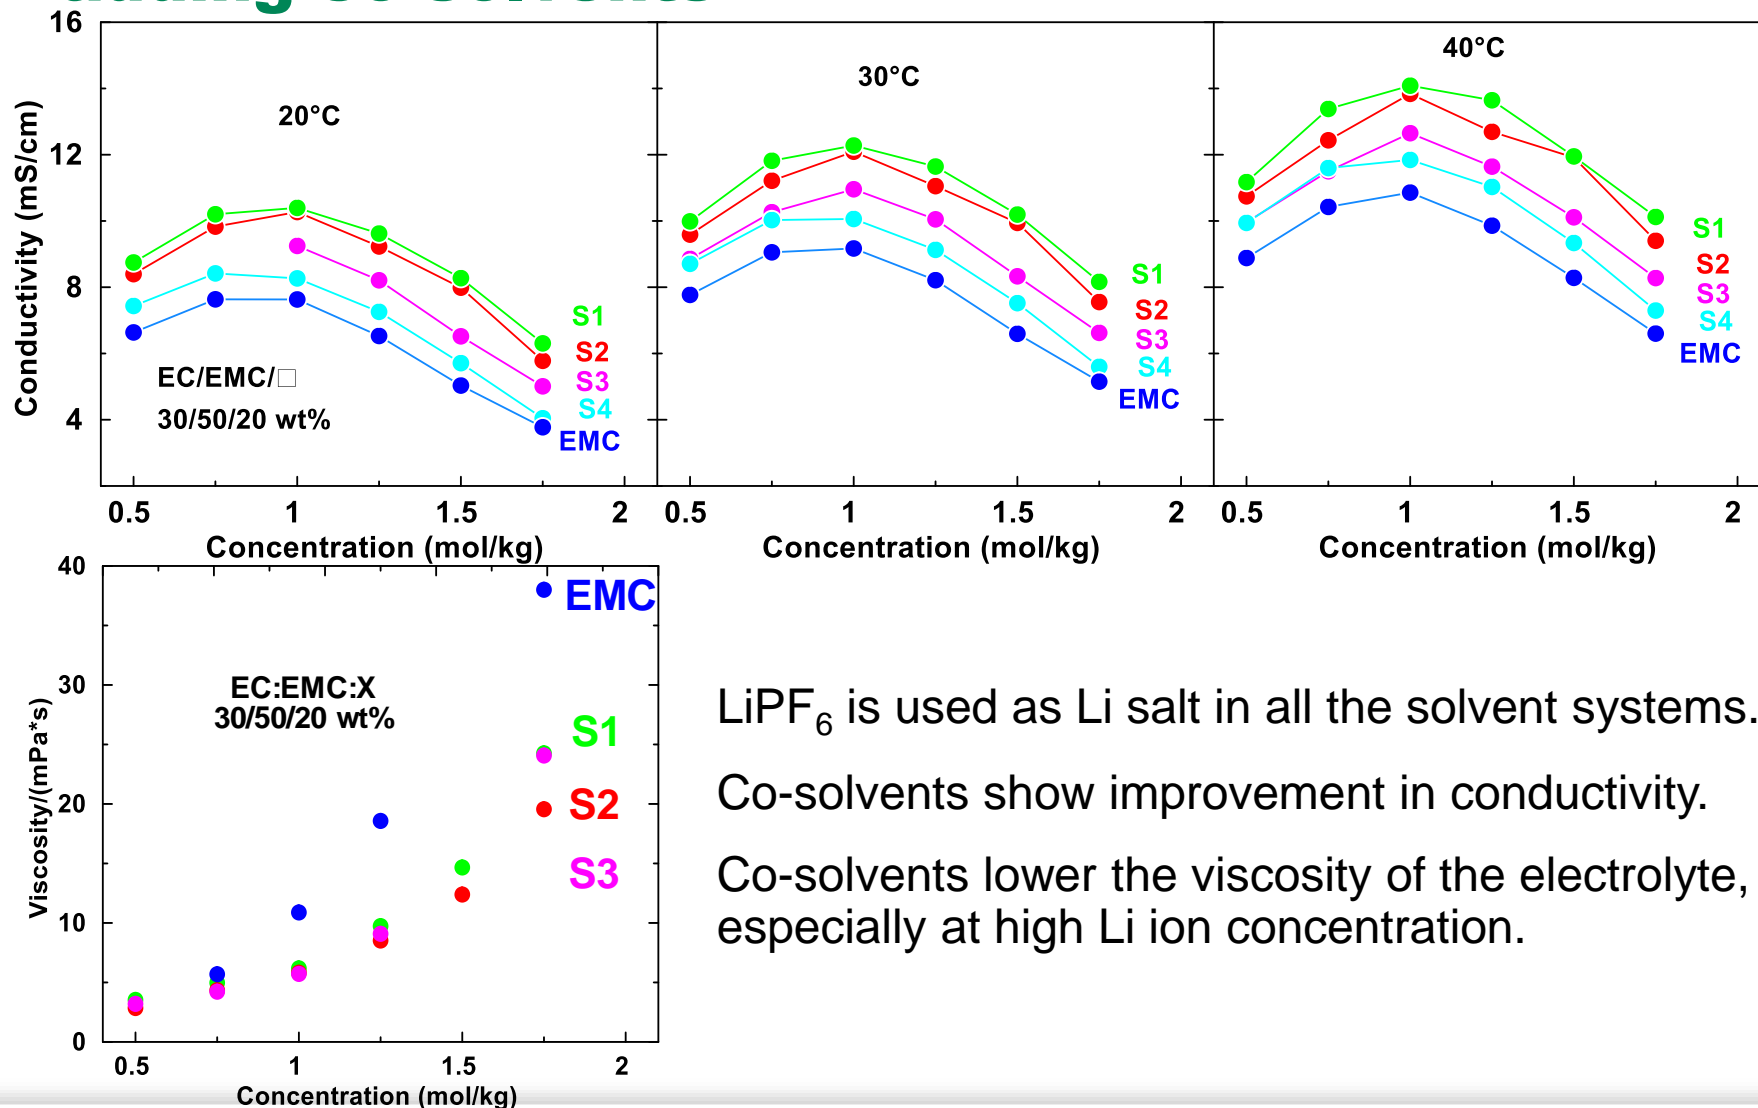 16
12
8
4
Conductivity (mS/cm)
20°C
30°C
40°C
EC/EMC/□
30/50/20 wt%
S1
S2
S3
S4
EMC
S1
S2
S3
S4
EMC
S1
S2
S3
S4
EMC
0.5 1 1.5 2 0.5 1 1.5 2 0.5 1 1.5 2
Concentration (mol/kg) Concentration (mol/kg) Concentration (mol/kg)
40
30
20
10
0
Viscosity/(mPa*s)
EC:EMC:X
30/50/20 wt%
EMC
S1
S2
S3
0.5 1 1.5 2
Concentration (mol/kg)
LiPF6 is used as Li salt in all the solvent systems.
Co-solvents show improvement in conductivity.
Co-solvents lower the viscosity of the electrolyte,
especially at high Li ion concentration.